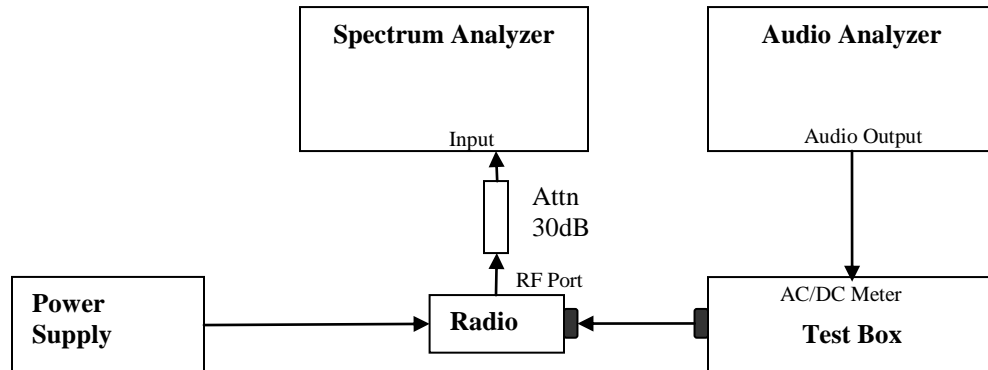 Spectrum Analyzer
Audio Analyzer
Input
Audio Output
Attn
30dB
RF Port
Power
Supply
Radio
AC/DC Meter
Test Box